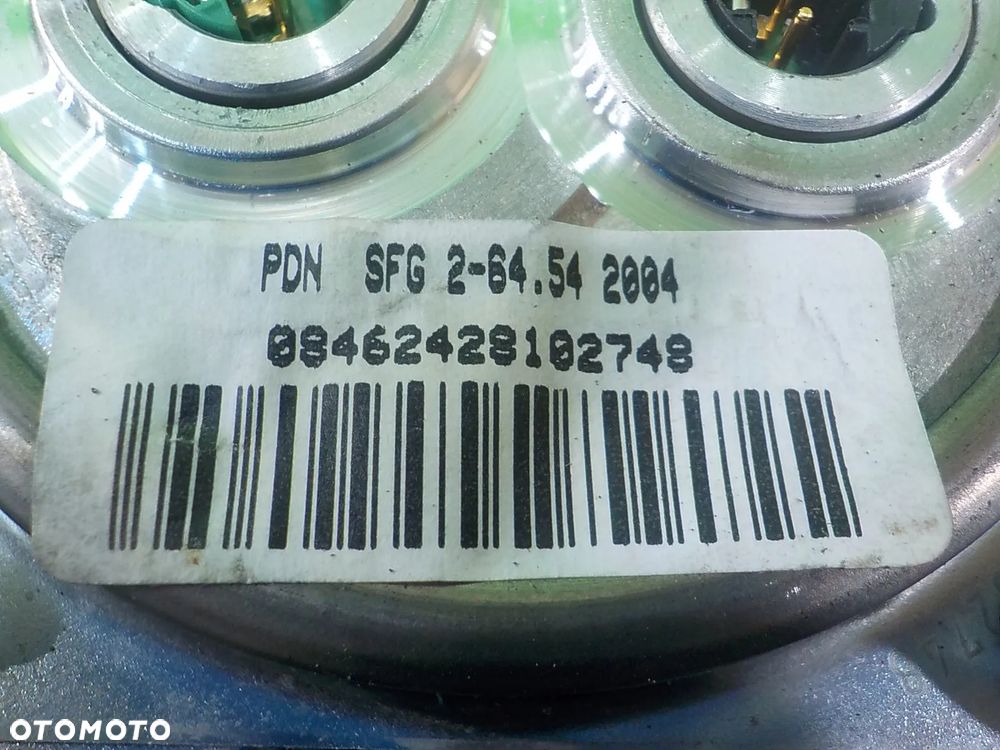 PDN SFG 2-64.54 2004
08462428102748
OTOMOTO